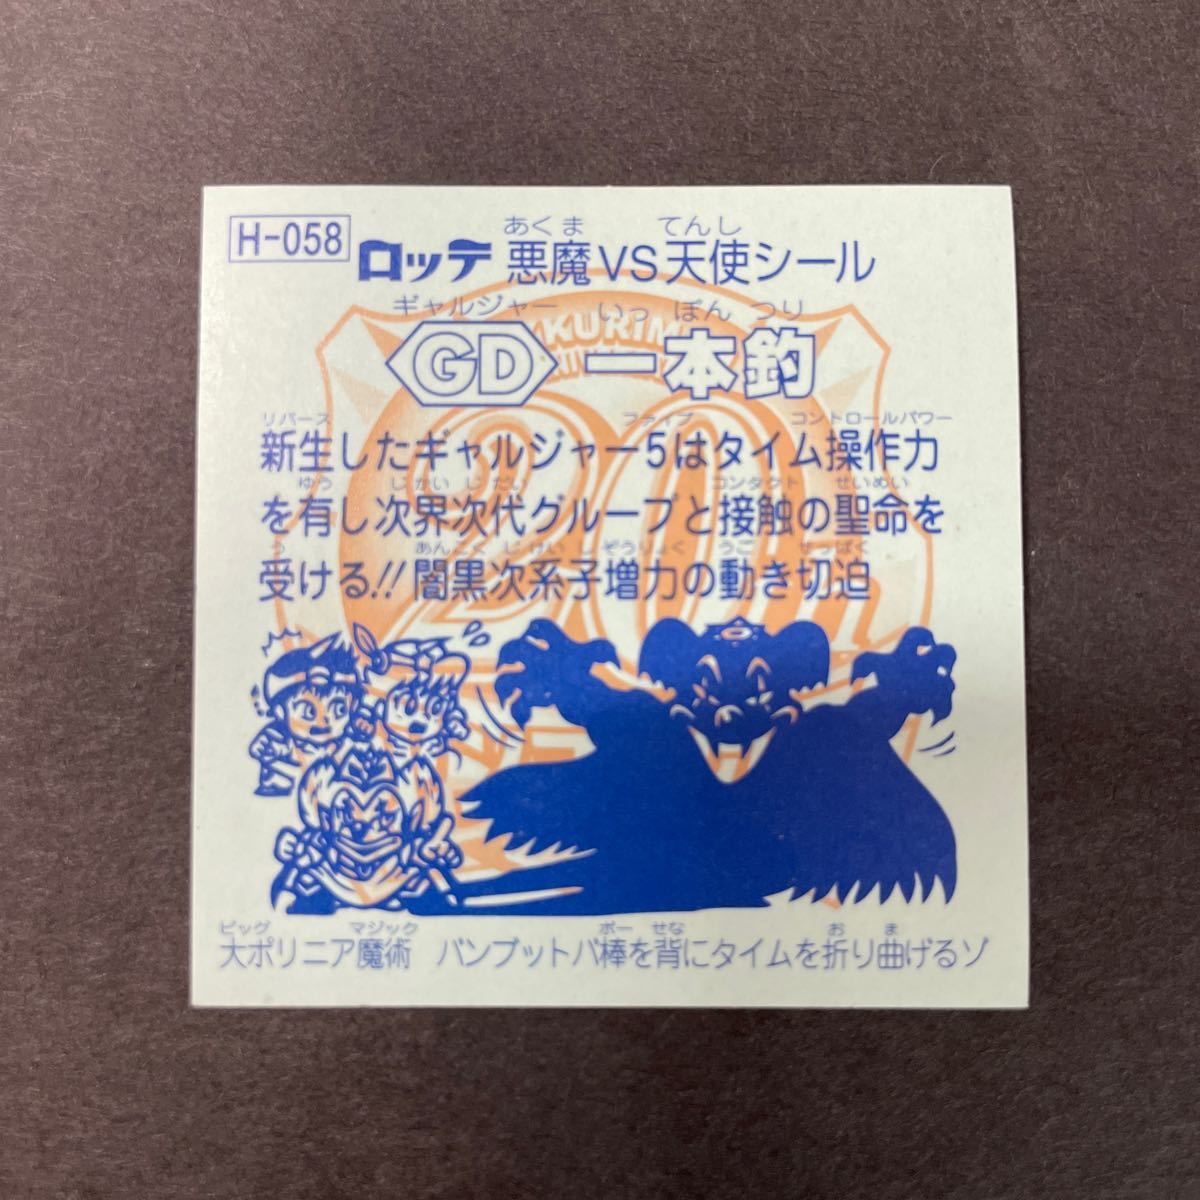 H-058
あくま てんし
ロッテ 悪魔VS天使シール
ギャルジャー いっ ぽん つり
GD 一本釣
リバース ファイブ コントロールパワー
新生したギャルジャー5はタイム操作力
ゆう じかい じだい コンタクト せいめい
を有し次界次代グループと接触の聖命を
う あんこく じ けい し ぞうりょく うご せっぱく
受ける!!闇黒次系子増力の動き切迫
ビッグ マジック ボー せな お ま
大ポリニア魔術 バンブットバ棒を背にタイムを折り曲げるゾ
KURIM
20